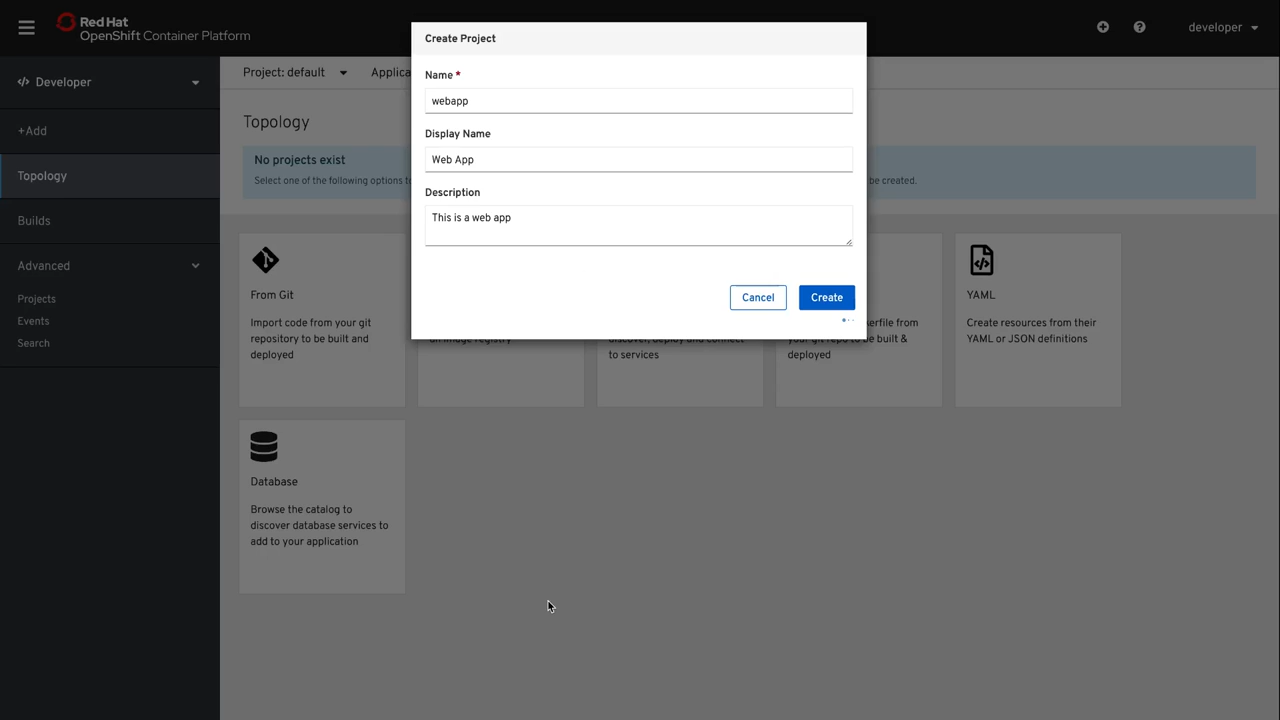 Red Hat
OpenShift Container Platform
developer
Developer
+Add
Topology
Builds
Advanced
Projects
Events
Search
Project: default
Applica
Topology
No projects exist
Select one of the following options to
be created.
Create Project
Name *
webapp
Display Name
Web App
Description
This is a web app
Cancel
Create
From Git
Import code from your git
repository to be built and
deployed
an image registry
discover, deploy and connect
to services
kerfile from
your git repo to be built &
deployed
YAML
Create resources from their
YAML or JSON definitions
Database
Browse the catalog to
discover database services to
add to your application